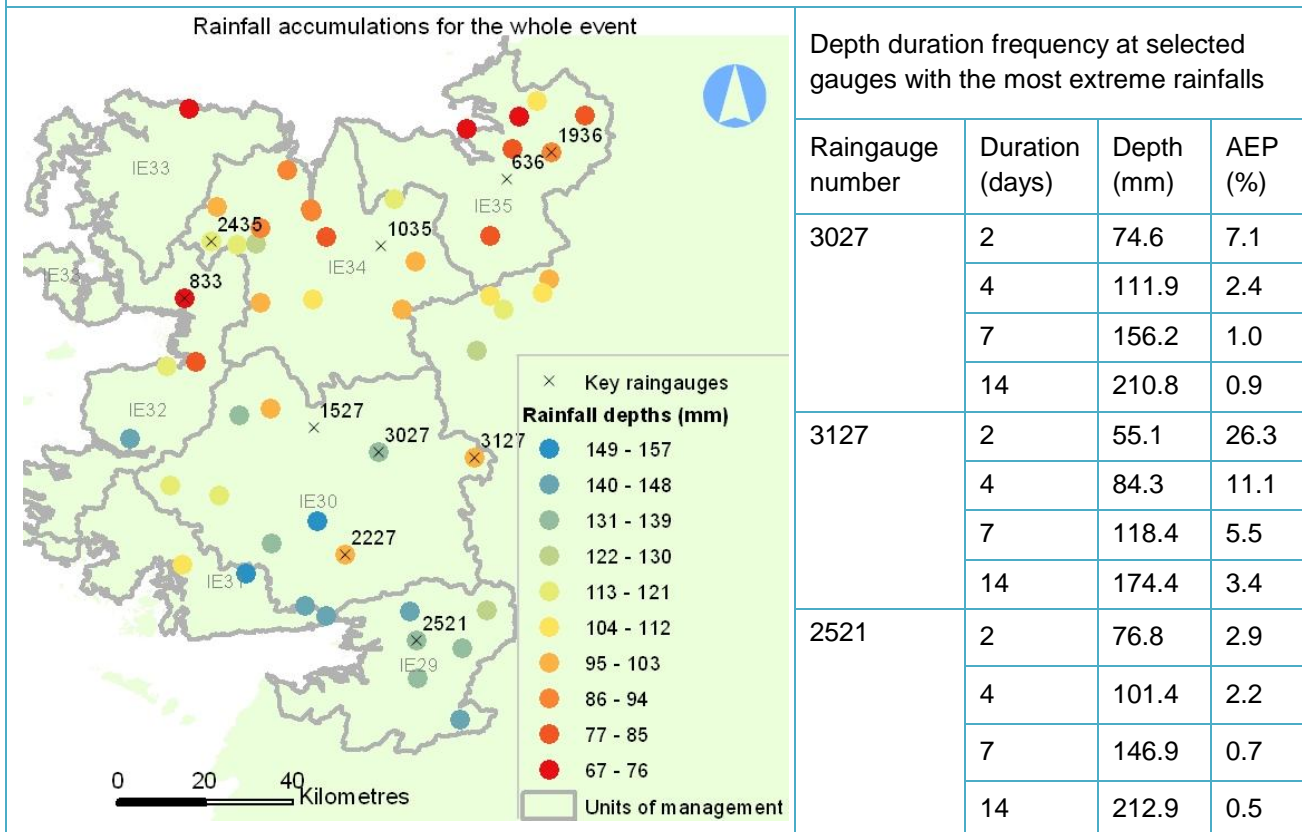 Rainfall accumulations for the whole event
1936
636
IE33
IE35
2435
1035
IE34
IE33
833
IE32
1527
3027
3127
IE30
2227
IE31
2521
IE29
0 20 40 Kilometres
× Key raingauges
Rainfall depths (mm)
149 - 157
140 - 148
131 - 139
122 - 130
113 - 121
104 - 112
95 - 103
86 - 94
77 - 85
67 - 76
Units of management
Depth duration frequency at selected
gauges with the most extreme rainfalls
Raingauge number Duration (days) Depth (mm) AEP (%)
3027 2 74.6 7.1
4 111.9 2.4
7 156.2 1.0
14 210.8 0.9
3127 2 55.1 26.3
4 84.3 11.1
7 118.4 5.5
14 174.4 3.4
2521 2 76.8 2.9
4 101.4 2.2
7 146.9 0.7
14 212.9 0.5